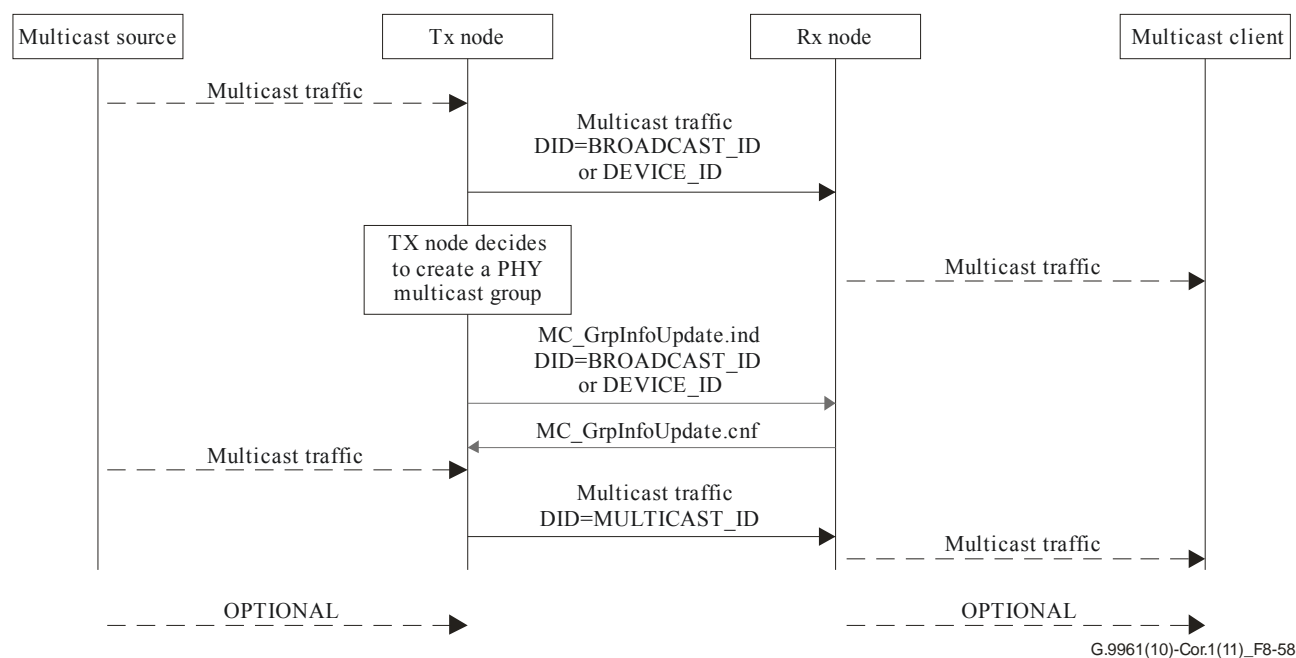 Multicast source
Tx node
Rx node
Multicast client
Multicast traffic
Multicast traffic
DID=BROADCAST_ID
or DEVICE_ID
TX node decides
to create a PHY
multicast group
Multicast traffic
MC_GrpInfoUpdate.ind
DID=BROADCAST_ID
or DEVICE_ID
MC_GrpInfoUpdate.cnf
Multicast traffic
Multicast traffic
DID=MULTICAST_ID
Multicast traffic
OPTIONAL
OPTIONAL
G.9961(10)-Cor.1(11)_F8-58